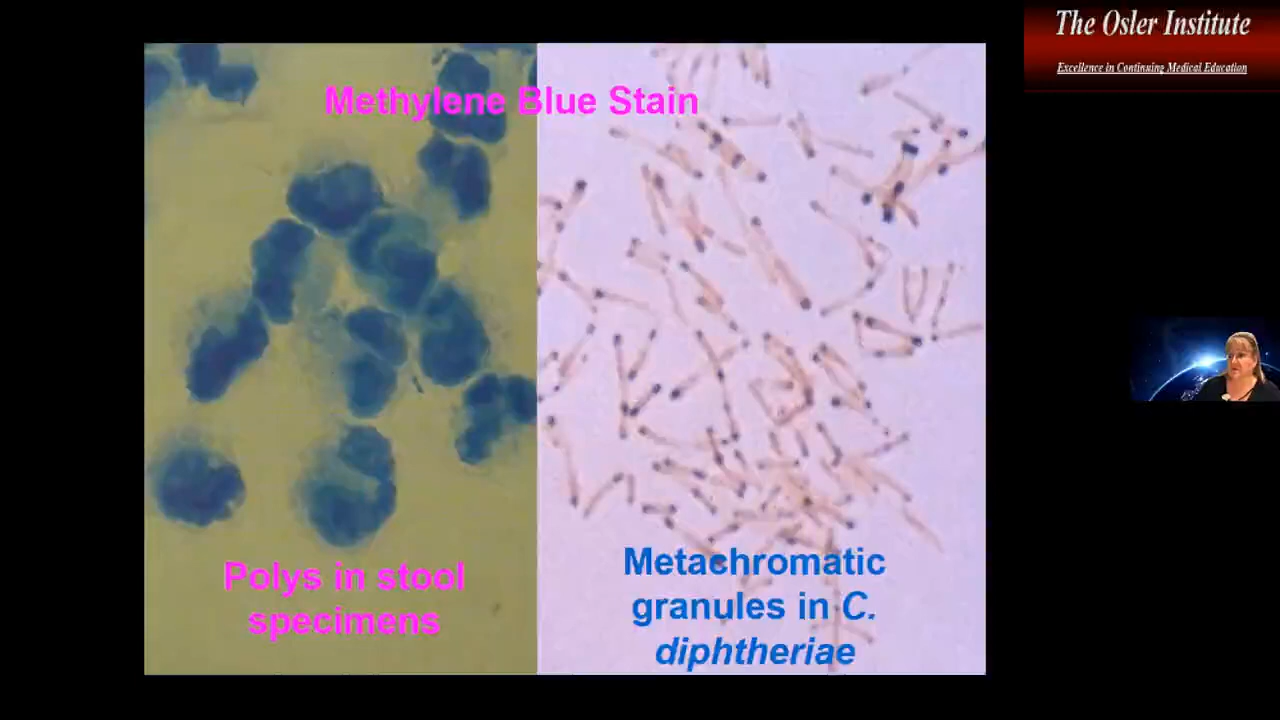 The Osler Institute
Excellence in Continuing Medical Education
Methylene Blue Stain
Polys in stool
specimens
Metachromatic
granules in C.
diphtheriae